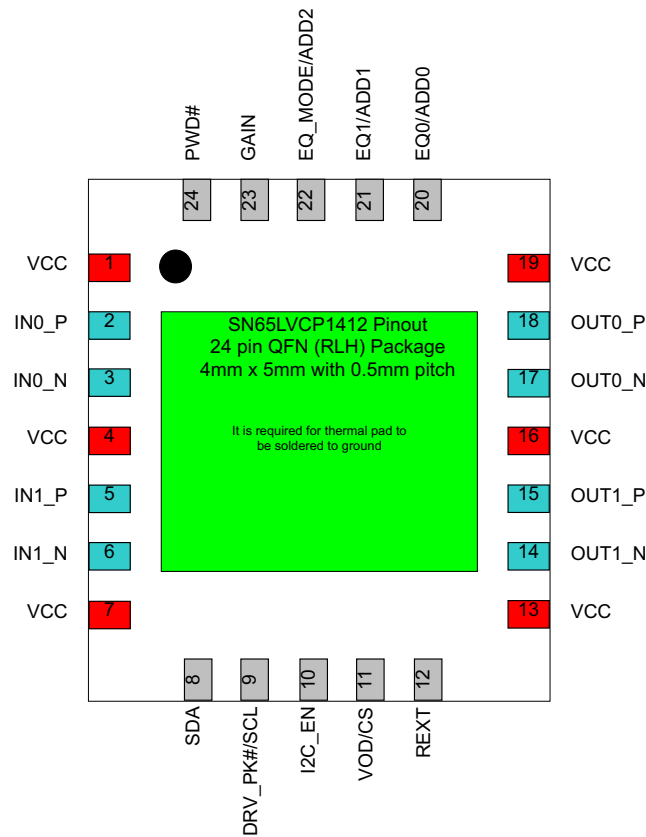 PWD#
GAIN
EQ_MODE/ADD2
EQ1/ADD1
EQ0/ADD0
24
23
22
21
20
VCC
1
19
VCC
IN0_P
2
18
OUT0_P
IN0_N
3
17
OUT0_N
VCC
4
16
VCC
IN1_P
5
15
OUT1_P
IN1_N
6
14
OUT1_N
VCC
7
13
VCC
SN65LVCP1412 Pinout
24 pin QFN (RLH) Package
4mm x 5mm with 0.5mm pitch
It is required for thermal pad to
be soldered to ground
8
9
10
11
12
SDA
DRV_PK#/SCL
I2C_EN
VOD/CS
REXT